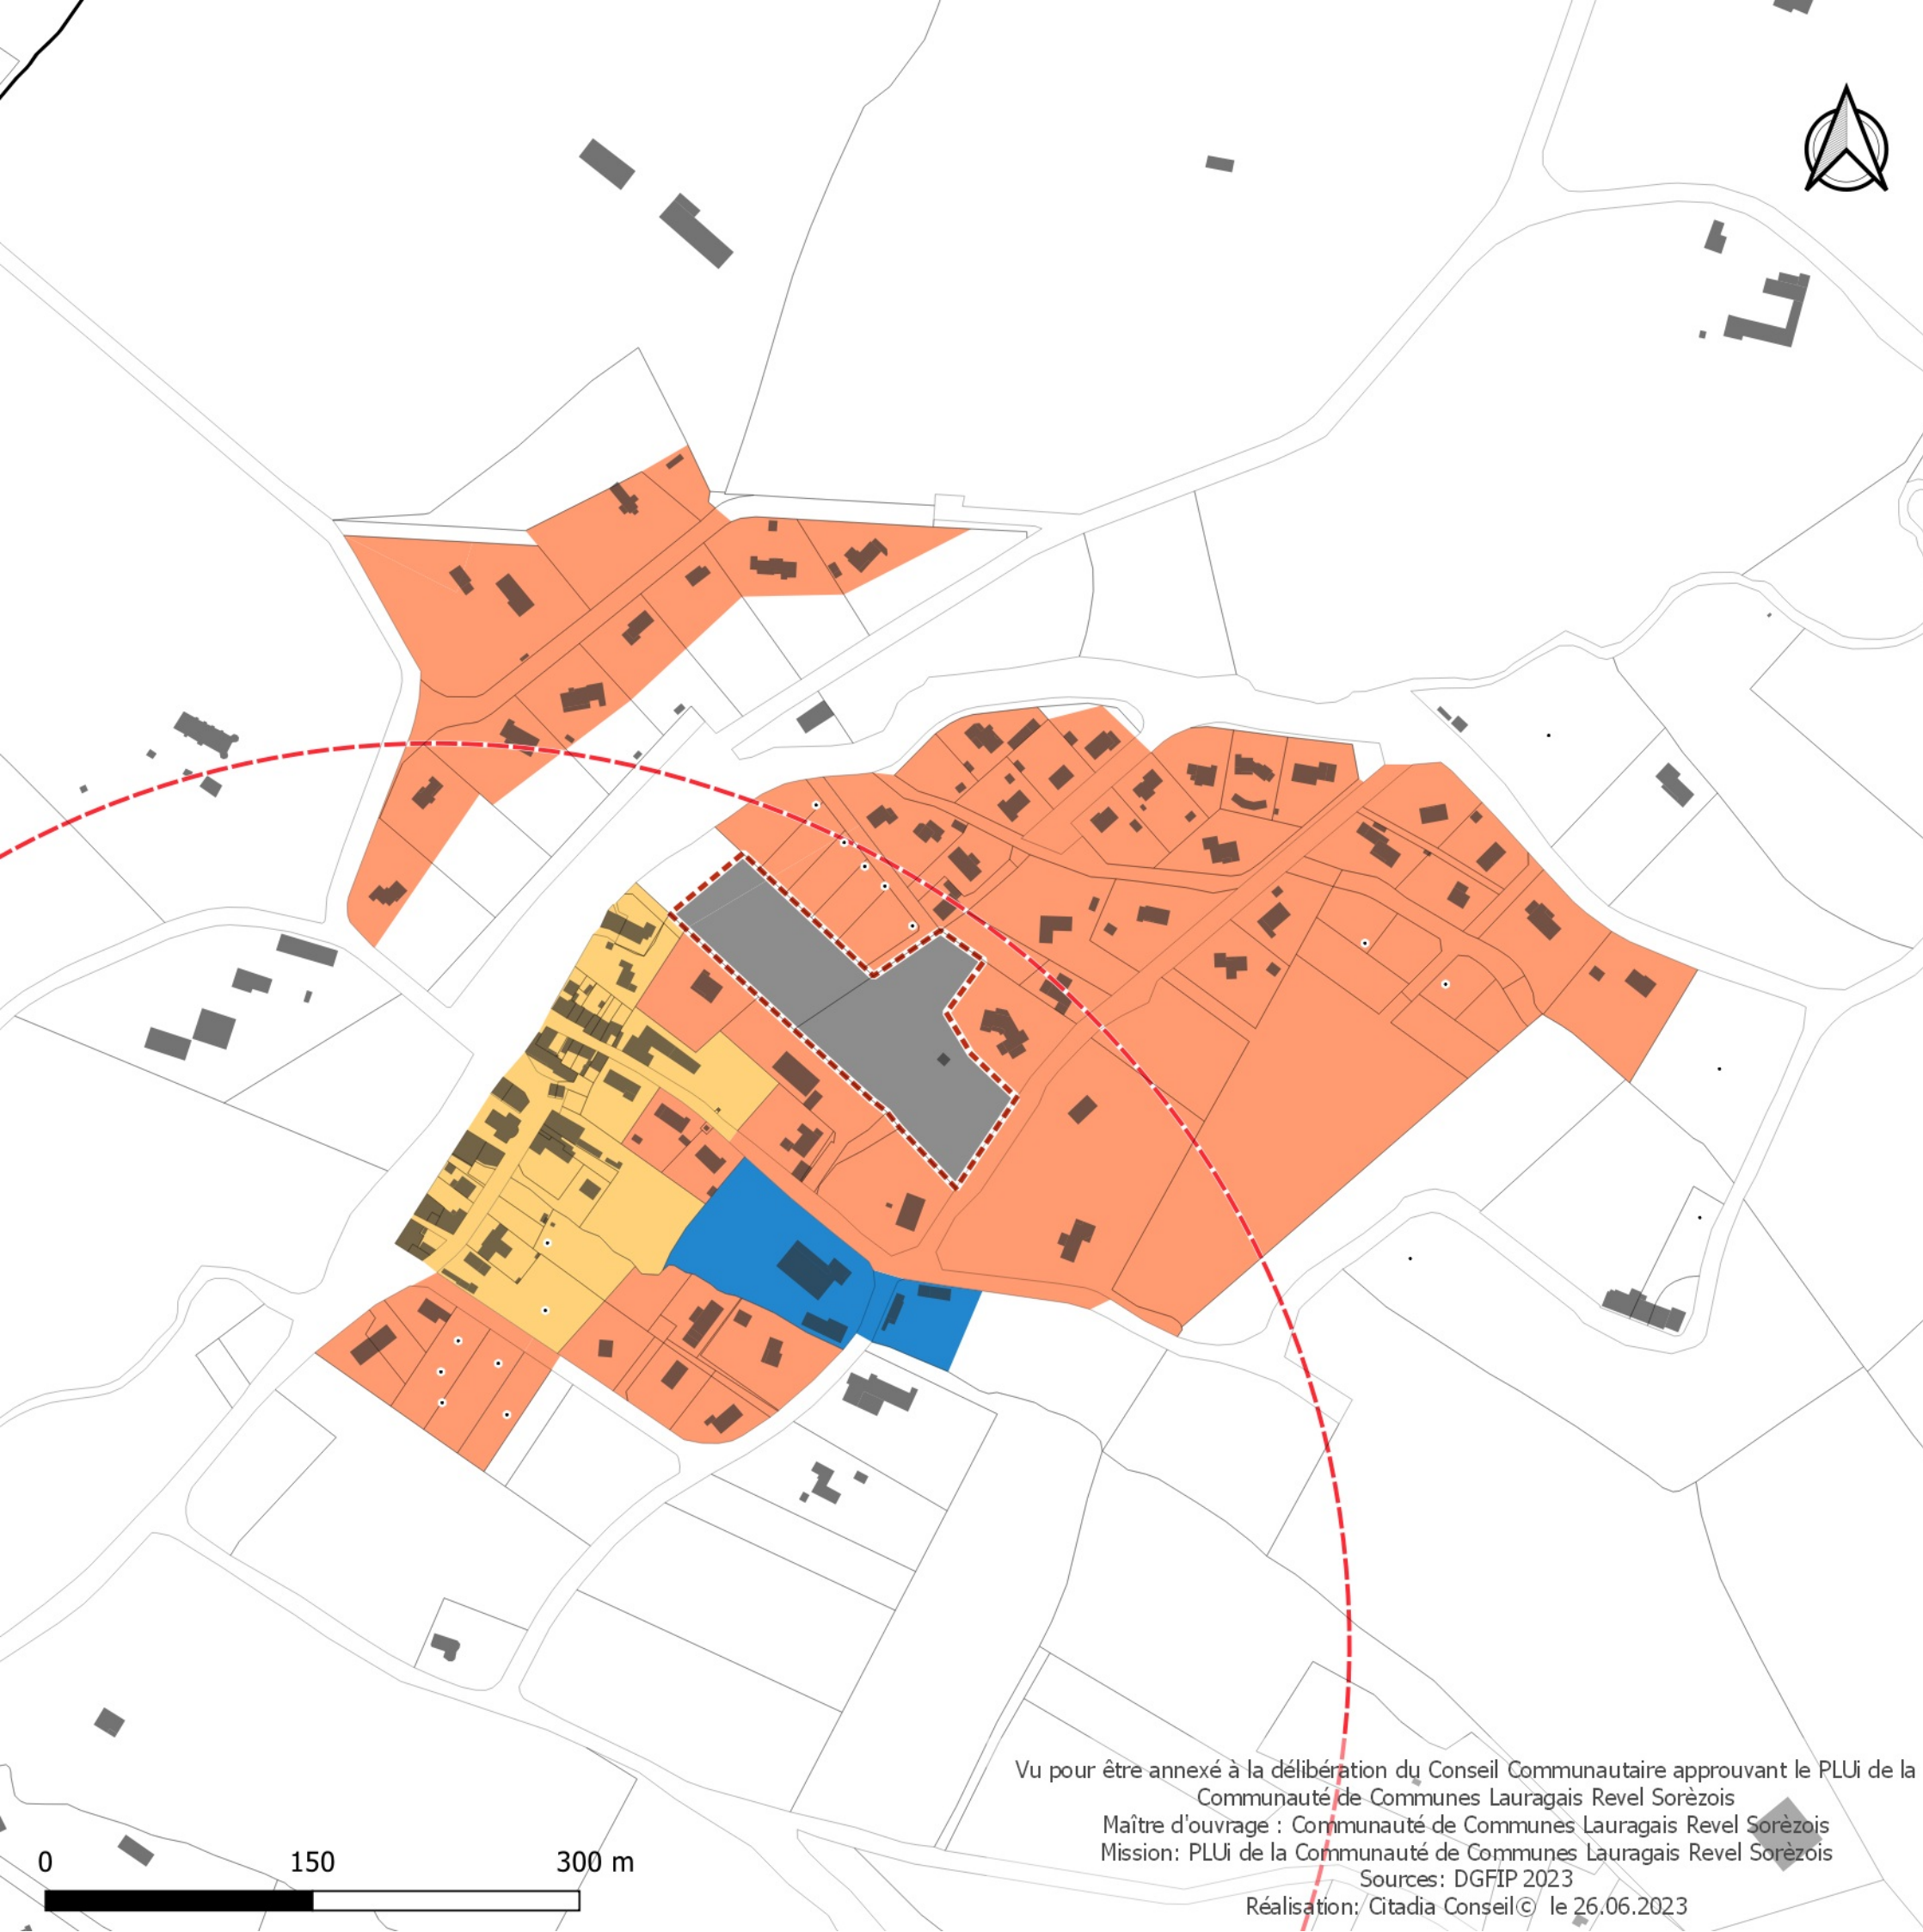 Vu pour être annexé à la délibération du Conseil Communautaire approuvant le PLUi de la
Communauté de Communes Lauragais Revel Sorèzois
Maître d'ouvrage : Communauté de Communes Lauragais Revel Sorèzois
Mission: PLUi de la Communauté de Communes Lauragais Revel Sorèzois
Sources: DGFIP 2023
Réalisation: Citadia Conseil© le 26.06.2023
0 150 300 m